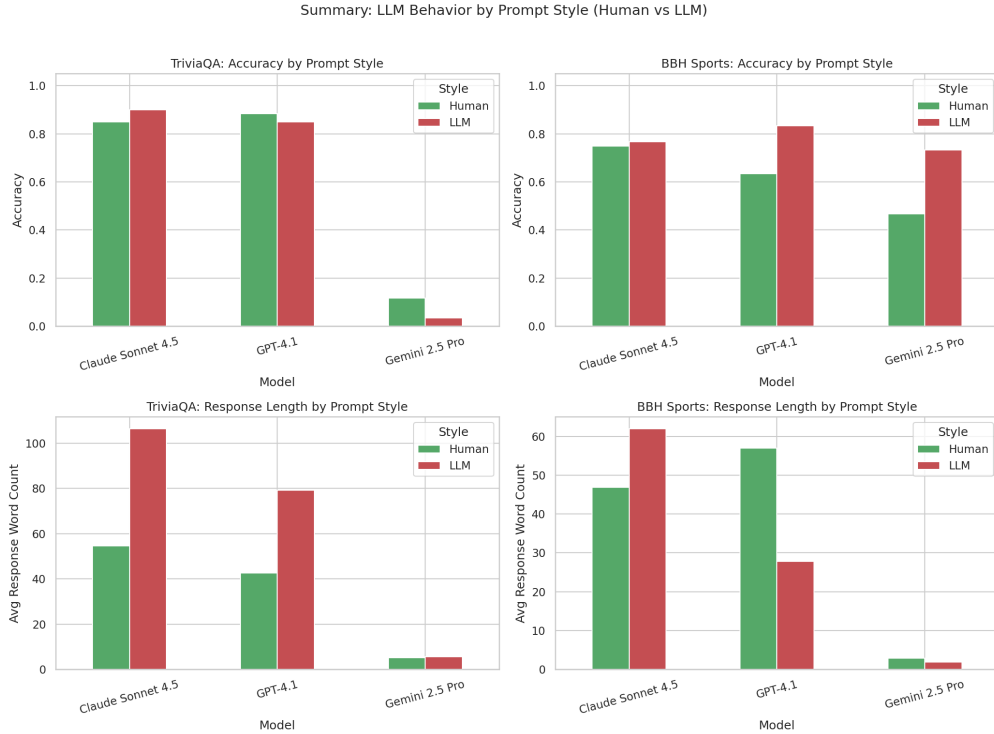 Summary: LLM Behavior by Prompt Style (Human vs LLM)
TriviaQA: Accuracy by Prompt Style
1.0
0.8
0.6
0.4
0.2
0.0
Accuracy
Style
Human
LLM
Claude Sonnet 4.5
GPT-4.1
Gemini 2.5 Pro
Model
BBH Sports: Accuracy by Prompt Style
1.0
0.8
0.6
0.4
0.2
0.0
Accuracy
Style
Human
LLM
Claude Sonnet 4.5
GPT-4.1
Gemini 2.5 Pro
Model
TriviaQA: Response Length by Prompt Style
100
80
60
40
20
0
Avg Response Word Count
Style
Human
LLM
Claude Sonnet 4.5
GPT-4.1
Gemini 2.5 Pro
Model
BBH Sports: Response Length by Prompt Style
60
50
40
30
20
10
0
Avg Response Word Count
Style
Human
LLM
Claude Sonnet 4.5
GPT-4.1
Gemini 2.5 Pro
Model